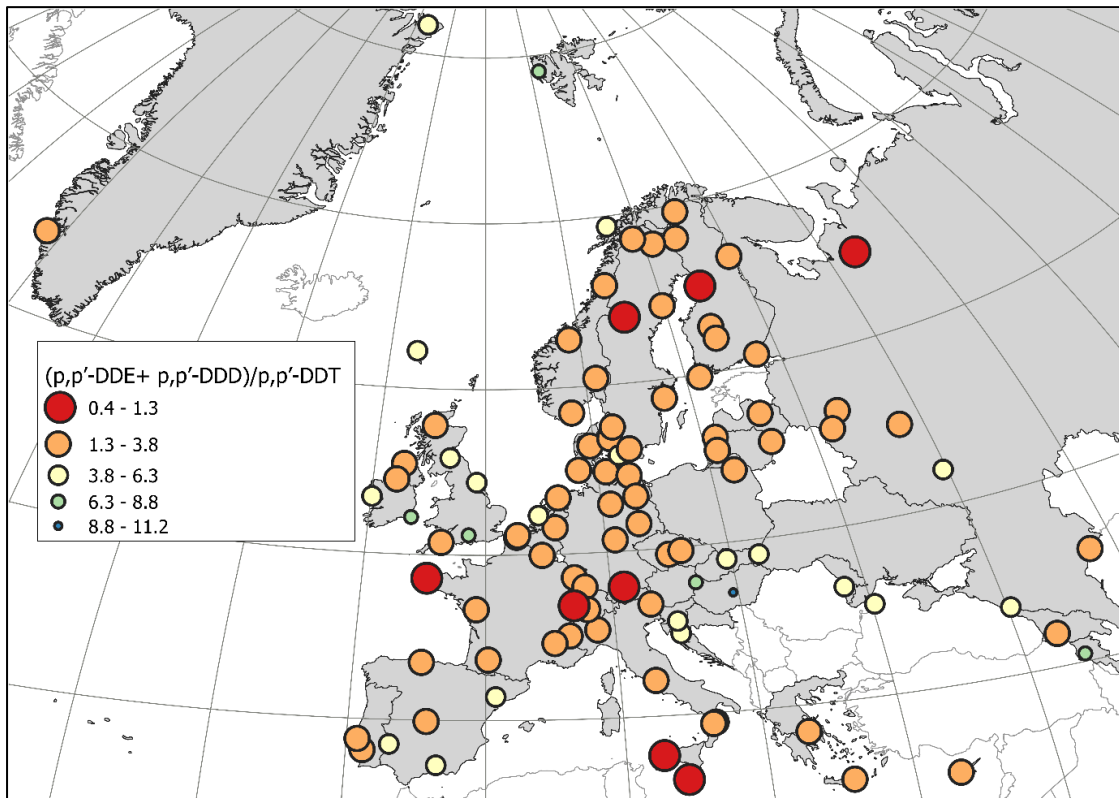 (p,p′-DDE+ p,p′-DDD)/p,p′-DDT
0.4 - 1.3
1.3 - 3.8
3.8 - 6.3
6.3 - 8.8
8.8 - 11.2